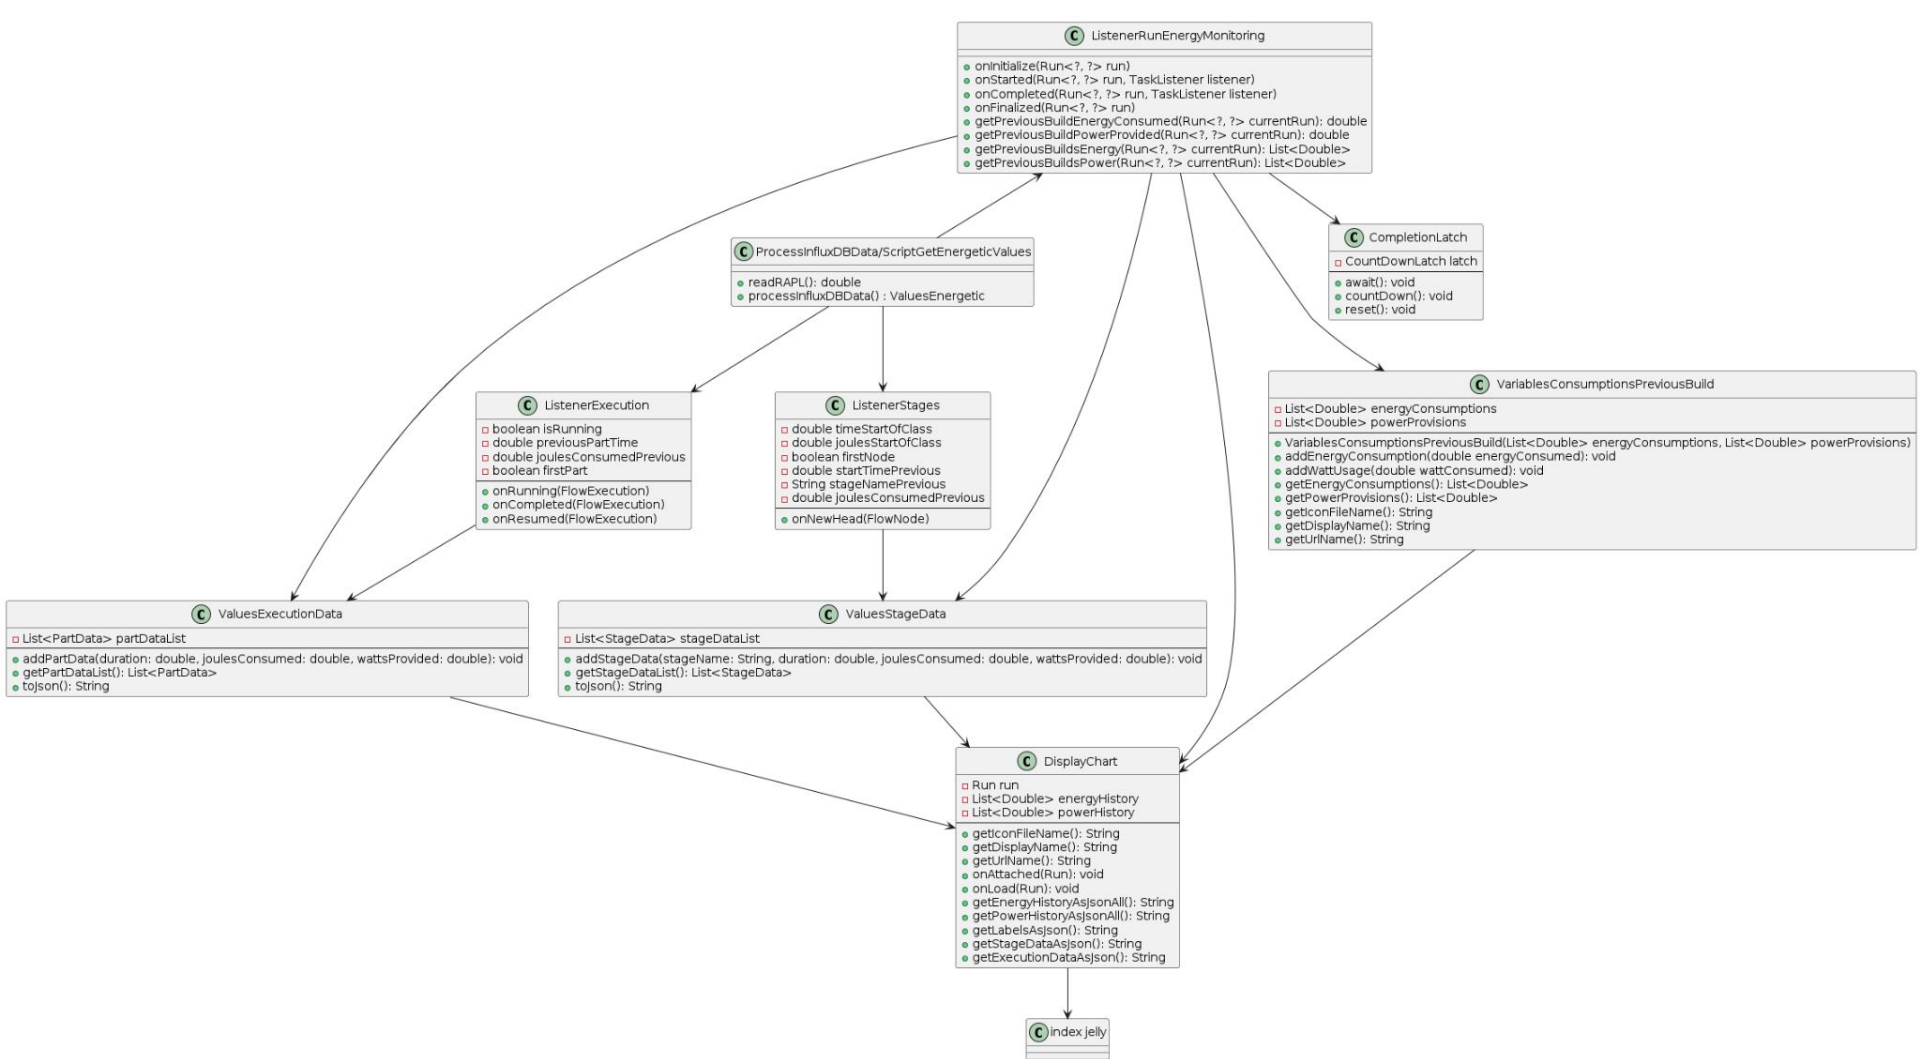 ListenerRunEnergyMonitoring
onInitialize(Run<?, ?> run)
onStarted(Run<?, ?> run, TaskListener listener)
onCompleted(Run<?, ?> run, TaskListener listener)
onFinalized(Run<?, ?> run)
getPreviousBuildEnergyConsumed(Run<?, ?> currentRun): double
getPreviousBuildPowerProvided(Run<?, ?> currentRun): double
getPreviousBuildsEnergy(Run<?, ?> currentRun): List<Double>
getPreviousBuildsPower(Run<?, ?> currentRun): List<Double>
C ProcessInfluxDBData/ScriptGetEnergeticValues
readRAPL(): double
processInfluxDBData() : ValuesEnergetic
C CompletionLatch
CountDownLatch latch
await(): void
countDown(): void
reset(): void
C ListenerExecution
boolean isRunning
double previousPartTime
double joulesConsumedPrevious
boolean firstPart
onRunning(FlowExecution)
onCompleted(FlowExecution)
onResumed(FlowExecution)
C ListenerStages
double timeStartOfClass
double joulesStartOfClass
boolean firstNode
double startTimePrevious
String stageNamePrevious
double joulesConsumedPrevious
onNewHead(FlowNode)
C VariablesConsumptionsPreviousBuild
List<Double> energyConsumptions
List<Double> powerProvisions
VariablesConsumptionsPreviousBuild(List<Double> energyConsumptions, List<Double> powerProvisions)
addEnergyConsumption(double energyConsumed): void
addWattUsage(double wattConsumed): void
getEnergyConsumptions(): List<Double>
getPowerProvisions(): List<Double>
getIconFileName(): String
getDisplayName(): String
getUrlName(): String
C ValuesExecutionData
List<PartData> partDataList
addPartData(duration: double, joulesConsumed: double, wattsProvided: double): void
getPartDataList(): List<PartData>
toJson(): String
C ValuesStageData
List<StageData> stageDataList
addStageData(stageName: String, duration: double, joulesConsumed: double, wattsProvided: double): void
getStageDataList(): List<StageData>
toJson(): String
C DisplayChart
Run run
List<Double> energyHistory
List<Double> powerHistory
getIconFileName(): String
getDisplayName(): String
getUrlName(): String
onAttached(Run): void
onLoad(Run): void
getEnergyHistoryAsJsonAll(): String
getPowerHistoryAsJsonAll(): String
getLabelsAsJson(): String
getStageDataAsJson(): String
getExecutionDataAsJson(): String
C index jelly